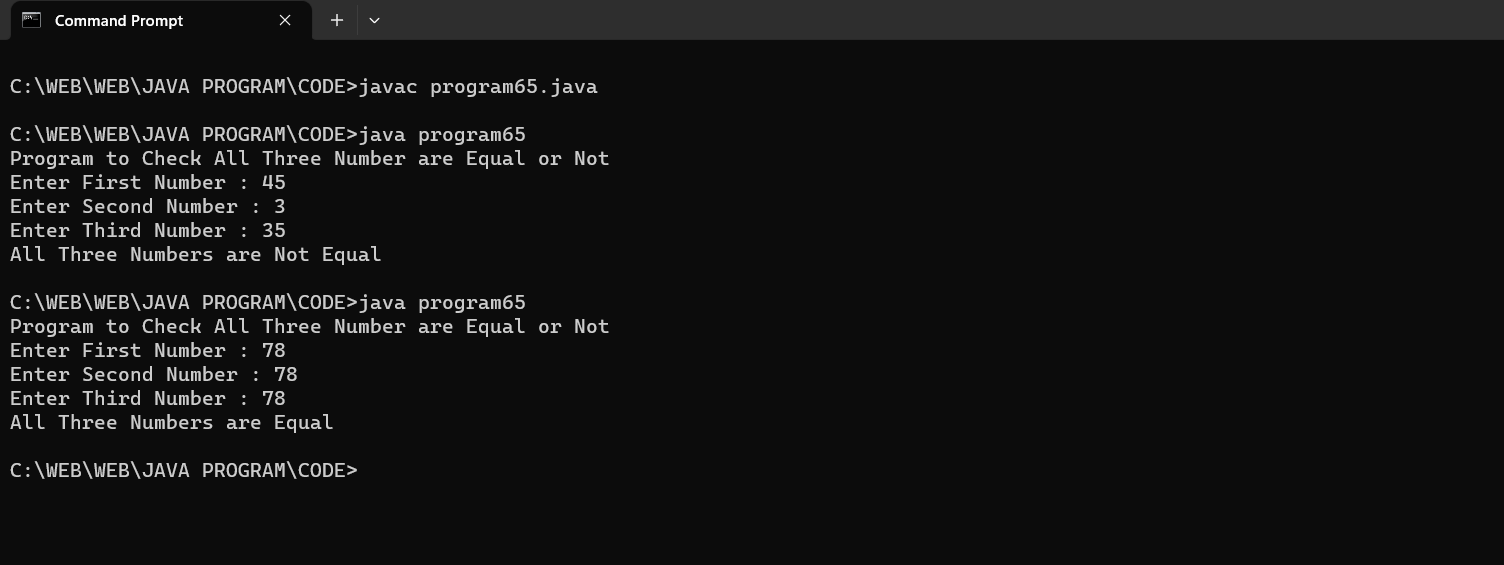 Command Prompt
C:\WEB\WEB\JAVA PROGRAM\CODE>javac program65.java
C:\WEB\WEB\JAVA PROGRAM\CODE>java program65
Program to Check All Three Number are Equal or Not
Enter First Number : 45
Enter Second Number : 3
Enter Third Number : 35
All Three Numbers are Not Equal
C:\WEB\WEB\JAVA PROGRAM\CODE>java program65
Program to Check All Three Number are Equal or Not
Enter First Number : 78
Enter Second Number : 78
Enter Third Number : 78
All Three Numbers are Equal
C:\WEB\WEB\JAVA PROGRAM\CODE>